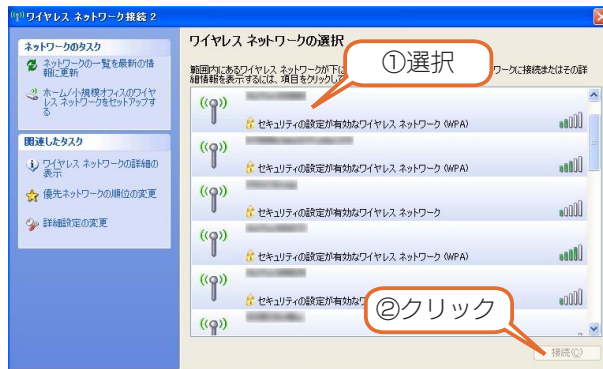 ワイヤレス ネットワーク接続 2
ネットワークのタスク
ネットワークの一覧を最新の情
報に更新
ホーム/小規模オフィスのワイヤ
レス ネットワークをセットアップす
る
関連したタスク
ワイヤレス ネットワークの詳細の
表示
優先ネットワークの順位の変更
詳細設定の変更
ワイヤレス ネットワークの選択
①選択
範囲内にあるワイヤレス ネットワークが下に
ワークに接続またはその詳
細情報を表示するには、項目をクリックして
セキュリティの設定が有効なワイヤレス ネットワーク (WPA)
セキュリティの設定が有効なワイヤレス ネットワーク (WPA)
セキュリティの設定が有効なワイヤレス ネットワーク
セキュリティの設定が有効なワイヤレス ネットワーク (WPA)
セキュリティの設定が有効なワ
②クリック
接続(C)